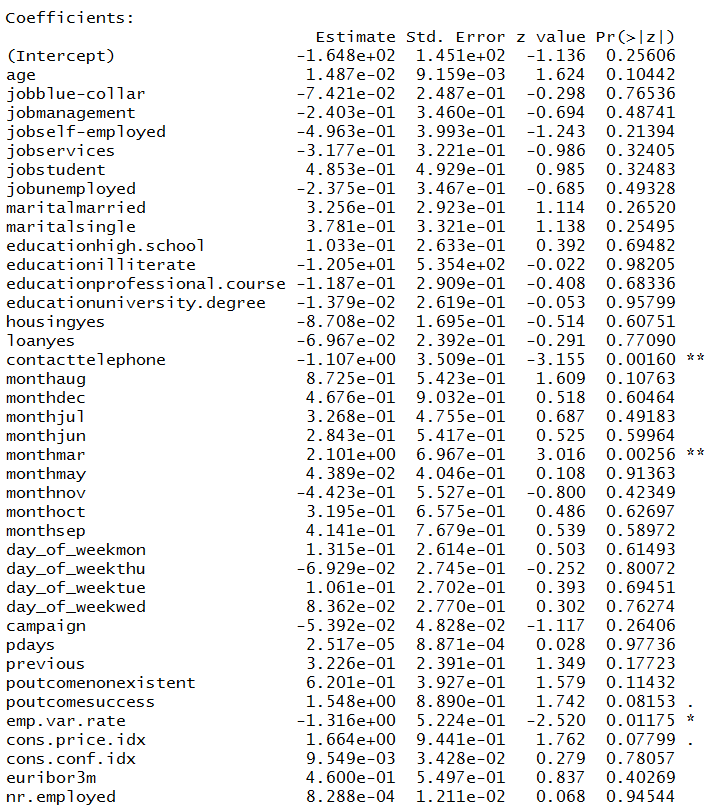 Coefficients:
Estimate Std. Error z value Pr(>|z|)
(Intercept) -1.648e+02 1.451e+02 -1.136 0.25606
age 1.487e-02 9.159e-03 1.624 0.10442
jobblue-collar -7.421e-02 2.487e-01 -0.298 0.76536
jobmanagement -2.403e-01 3.460e-01 -0.694 0.48741
jobself-employed -4.963e-01 3.993e-01 -1.243 0.21394
jobservices -3.177e-01 3.221e-01 -0.986 0.32405
jobstudent 4.853e-01 4.929e-01 0.985 0.32483
jobunemployed -2.375e-01 3.467e-01 -0.685 0.49328
maritalmarried 3.256e-01 2.923e-01 1.114 0.26520
maritalsingle 3.781e-01 3.321e-01 1.138 0.25495
educationhigh.school 1.033e-01 2.633e-01 0.392 0.69482
educationilliterate -1.205e+01 5.354e+02 -0.022 0.98205
educationprofessional.course -1.187e-01 2.909e-01 -0.408 0.68336
educationuniversity.degree -1.379e-02 2.619e-01 -0.053 0.95799
housingyes -8.708e-02 1.695e-01 -0.514 0.60751
loanyes -6.967e-02 2.392e-01 -0.291 0.77090
contacttelephone -1.107e+00 3.509e-01 -3.155 0.00160 **
monthaug 8.725e-01 5.423e-01 1.609 0.10763
monthdec 4.676e-01 9.032e-01 0.518 0.60464
monthjul 3.268e-01 4.755e-01 0.687 0.49183
monthjun 2.843e-01 5.417e-01 0.525 0.59964
monthmar 2.101e+00 6.967e-01 3.016 0.00256 **
monthmay 4.389e-02 4.046e-01 0.108 0.91363
monthnov -4.423e-01 5.527e-01 -0.800 0.42349
monthoct 3.195e-01 6.575e-01 0.486 0.62697
monthsep 4.141e-01 7.679e-01 0.539 0.58972
day_of_weekmon 1.315e-01 2.614e-01 0.503 0.61493
day_of_weekthu -6.929e-02 2.745e-01 -0.252 0.80072
day_of_weektue 1.061e-01 2.702e-01 0.393 0.69451
day_of_weekwed 8.362e-02 2.770e-01 0.302 0.76274
campaign -5.392e-02 4.828e-02 -1.117 0.26406
pdays 2.517e-05 8.871e-04 0.028 0.97736
previous 3.226e-01 2.391e-01 1.349 0.17723
poutcomenonexistent 6.201e-01 3.927e-01 1.579 0.11432
poutcomesuccess 1.548e+00 8.890e-01 1.742 0.08153 .
emp.var.rate -1.316e+00 5.224e-01 -2.520 0.01175 *
cons.price.idx 1.664e+00 9.441e-01 1.762 0.07799 .
cons.conf.idx 9.549e-03 3.428e-02 0.279 0.78057
euribor3m 4.600e-01 5.497e-01 0.837 0.40269
nr.employed 8.288e-04 1.211e-02 0.068 0.94544